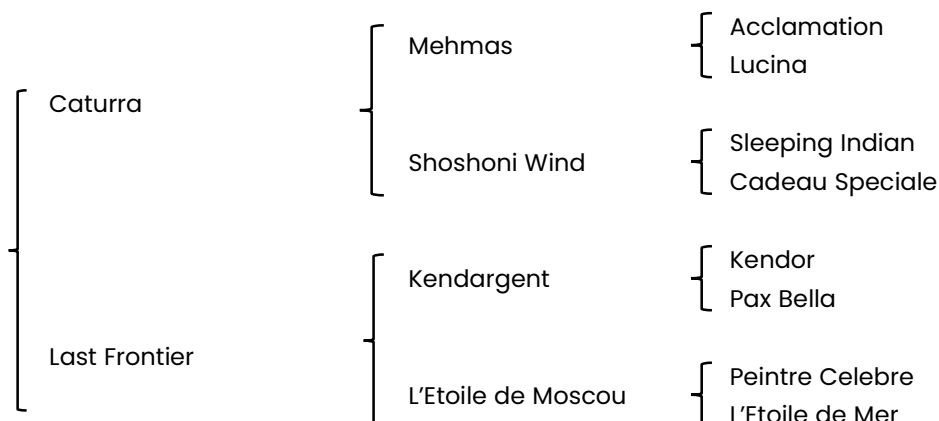 Acclamation
Mehmas
Lucina
Caturra
Sleeping Indian
Shoshoni Wind
Cadeau Speciale
Kendor
Kendargent
Pax Bella
Last Frontier
Peintre Celebre
L'Etoile de Moscou
L'Etoile de Mer